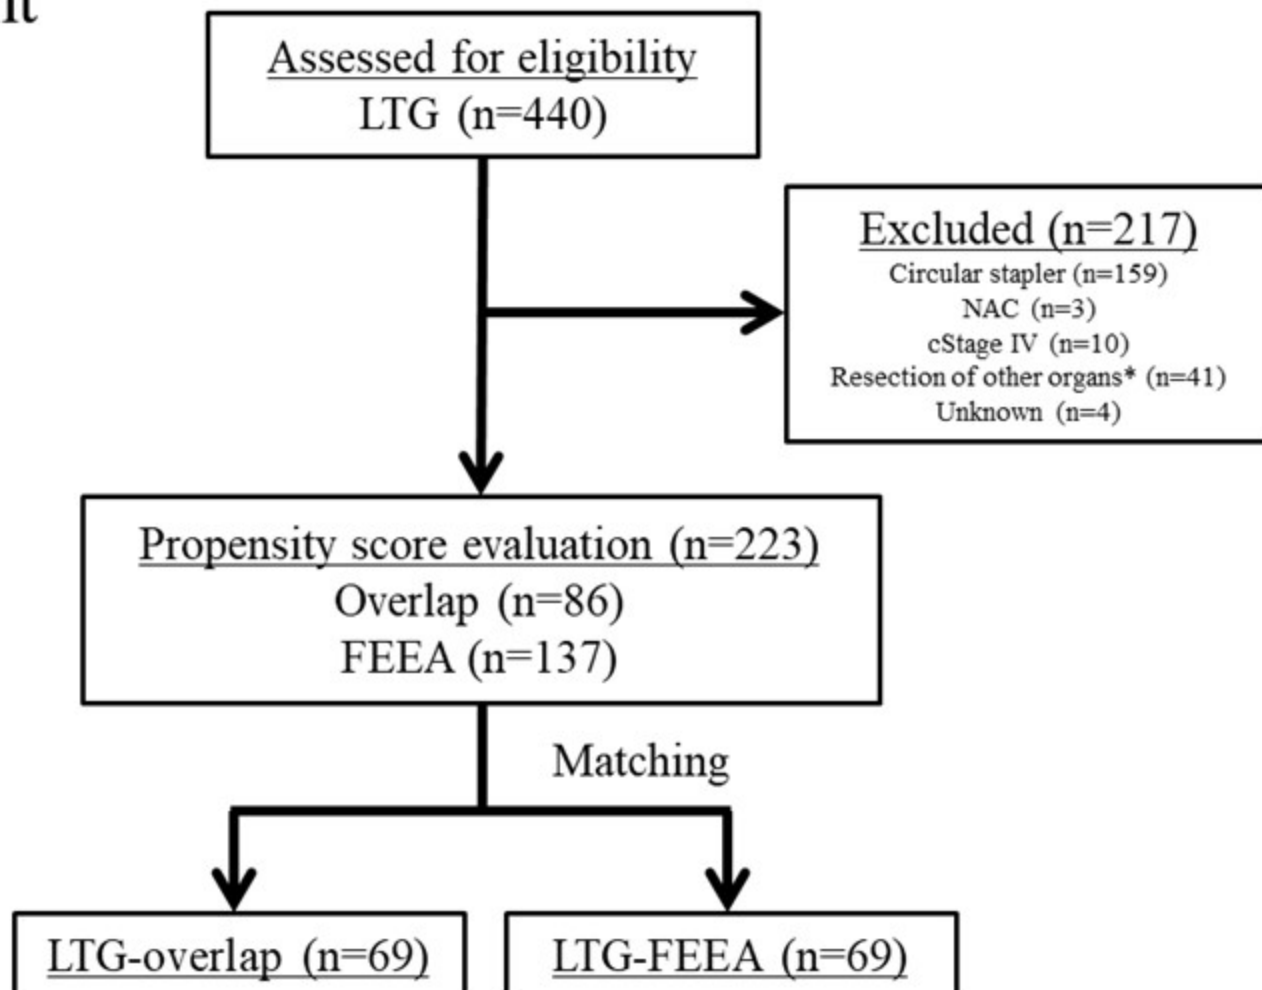 Assessed for eligibility
LTG (n=440)
Excluded (n=217)
Circular stapler (n=159)
NAC (n=3)
cStage IV (n=10)
Resection of other organs* (n=41)
Unknown (n=4)
Propensity score evaluation (n=223)
Overlap (n=86)
FEEA (n=137)
Matching
LTG-overlap (n=69)
LTG-FEEA (n=69)